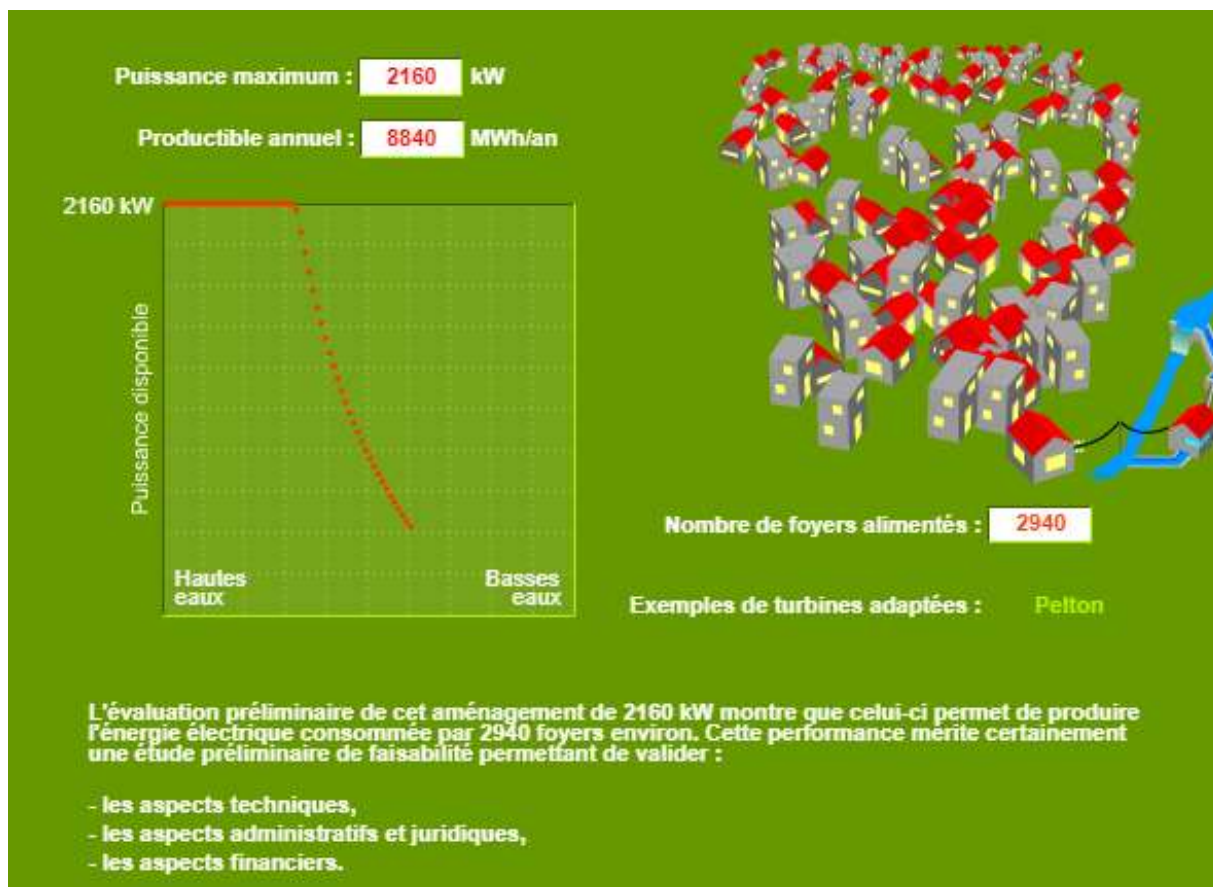 Puissance maximum : 2160 kW
Productible annuel : 8840 MWh/an
2160 kW
Puissance disponible
Hautes
eaux
Basses
eaux
Nombre de foyers alimentés : 2940
Exemples de turbines adaptées : Pelton
L'évaluation préliminaire de cet aménagement de 2160 kW montre que celui-ci permet de produire
l'énergie électrique consommée par 2940 foyers environ. Cette performance mérite certainement
une étude préliminaire de faisabilité permettant de valider :
- les aspects techniques,
- les aspects administratifs et juridiques,
- les aspects financiers.